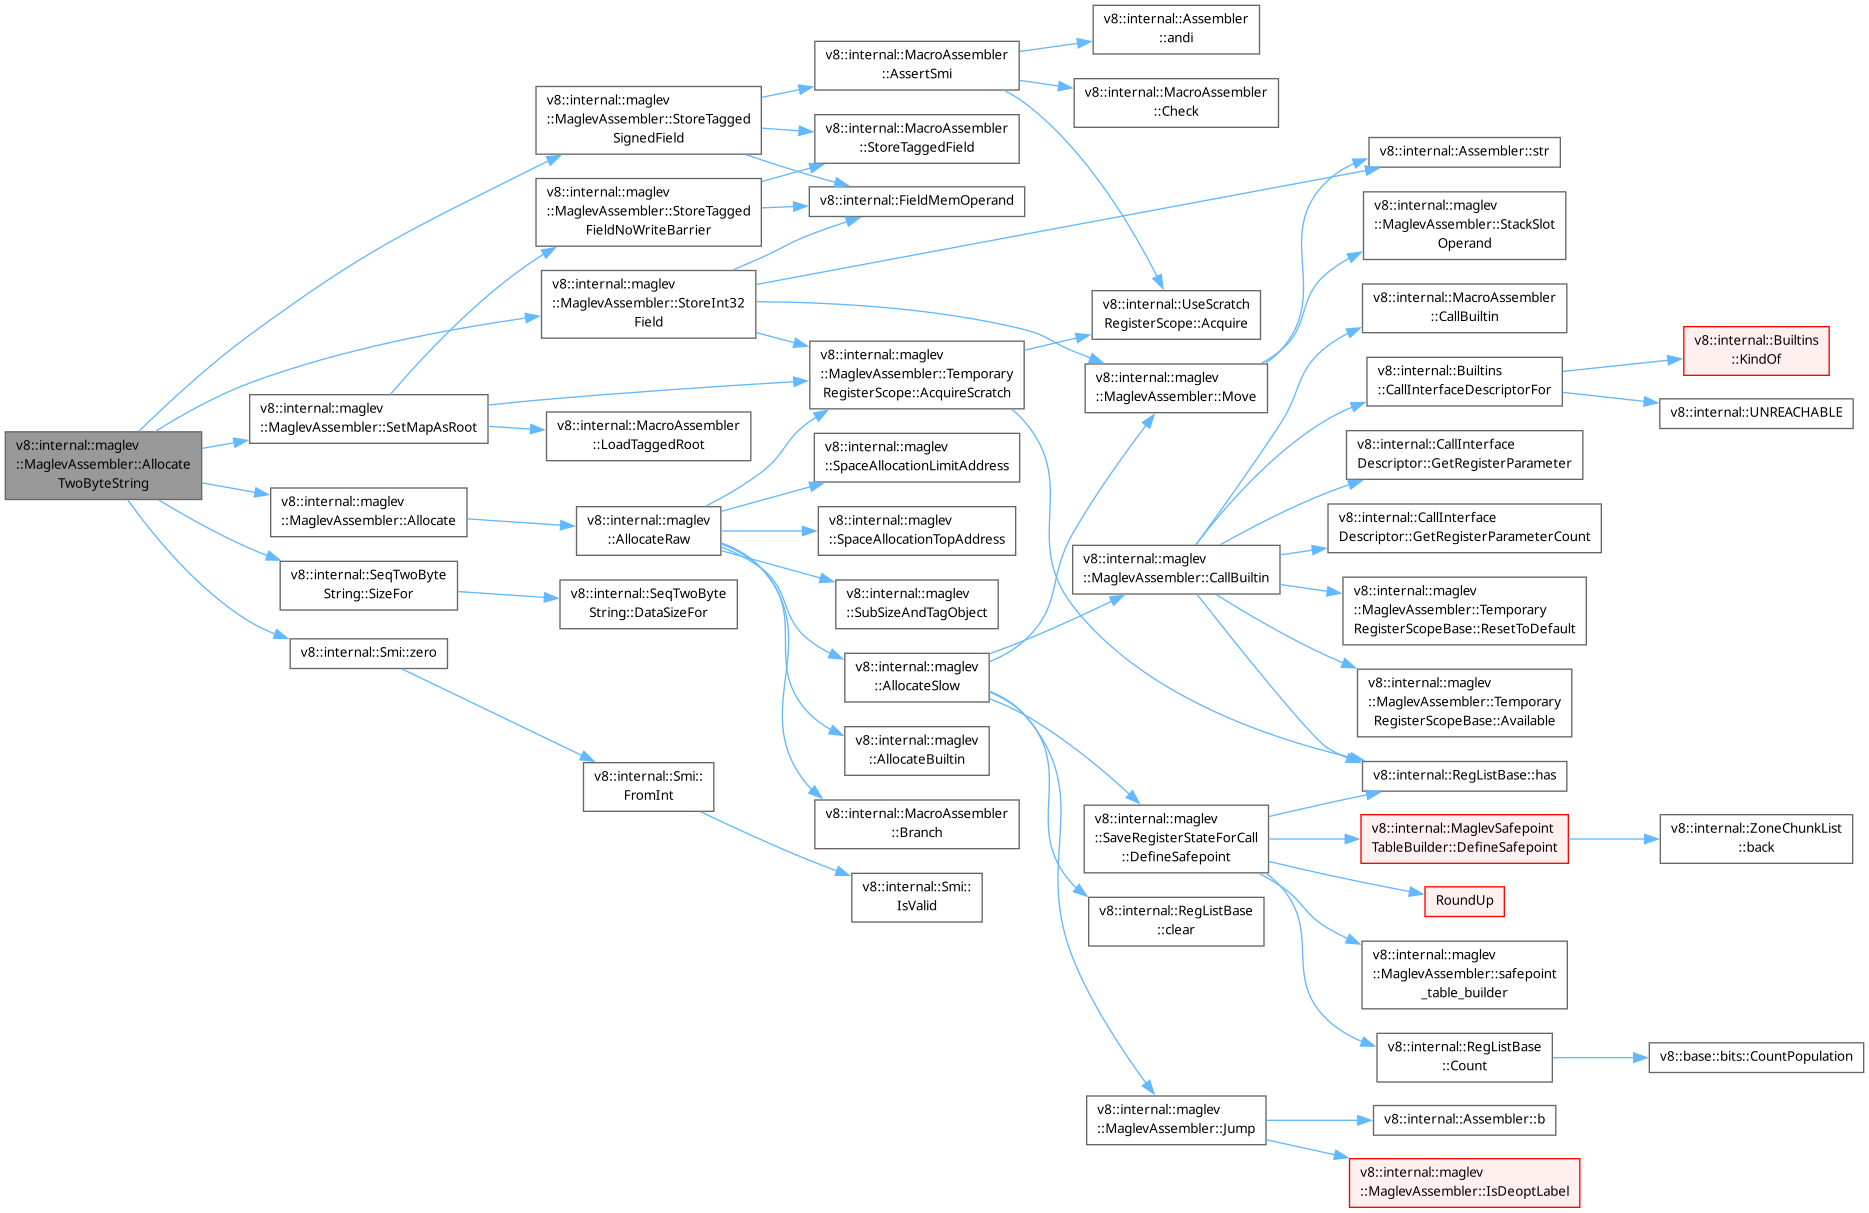 v8::internal::maglev
::MaglevAssembler::Allocate
TwoByteString
v8::internal::maglev
::MaglevAssembler::StoreTagged
SignedField
v8::internal::maglev
::MaglevAssembler::StoreTagged
FieldNoWriteBarrier
v8::internal::maglev
::MaglevAssembler::StoreInt32
Field
v8::internal::maglev
::MaglevAssembler::SetMapAsRoot
v8::internal::MacroAssembler
::LoadTaggedRoot
v8::internal::maglev
::MaglevAssembler::Allocate
v8::internal::maglev
::AllocateRaw
v8::internal::SeqTwoByte
String::SizeFor
v8::internal::SeqTwoByte
String::DataSizeFor
v8::internal::Smi::zero
v8::internal::Smi::
FromInt
v8::internal::MacroAssembler
::AssertSmi
v8::internal::MacroAssembler
::StoreTaggedField
v8::internal::FieldMemOperand
v8::internal::maglev
::MaglevAssembler::Temporary
RegisterScope::AcquireScratch
v8::internal::maglev
::SpaceAllocationLimitAddress
v8::internal::maglev
::SpaceAllocationTopAddress
v8::internal::maglev
::SubSizeAndTagObject
v8::internal::maglev
::AllocateSlow
v8::internal::maglev
::AllocateBuiltin
v8::internal::MacroAssembler
::Branch
v8::internal::Smi::
IsValid
v8::internal::Assembler
::andi
v8::internal::MacroAssembler
::Check
v8::internal::UseScratch
RegisterScope::Acquire
v8::internal::maglev
::MaglevAssembler::Move
v8::internal::maglev
::MaglevAssembler::CallBuiltin
v8::internal::maglev
::SaveRegisterStateForCall
::DefineSafepoint
v8::internal::RegListBase
::clear
v8::internal::maglev
::MaglevAssembler::Jump
v8::internal::Assembler::str
v8::internal::maglev
::MaglevAssembler::StackSlot
Operand
v8::internal::MacroAssembler
::CallBuiltin
v8::internal::Builtins
::CallInterfaceDescriptorFor
v8::internal::CallInterface
Descriptor::GetRegisterParameter
v8::internal::CallInterface
Descriptor::GetRegisterParameterCount
v8::internal::maglev
::MaglevAssembler::Temporary
RegisterScopeBase::ResetToDefault
v8::internal::maglev
::MaglevAssembler::Temporary
RegisterScopeBase::Available
v8::internal::RegListBase::has
v8::internal::MaglevSafepoint
TableBuilder::DefineSafepoint
RoundUp
v8::internal::maglev
::MaglevAssembler::safepoint
_table_builder
v8::internal::RegListBase
::Count
v8::internal::Assembler::b
v8::internal::maglev
::MaglevAssembler::IsDeoptLabel
v8::internal::Builtins
::KindOf
v8::internal::UNREACHABLE
v8::internal::ZoneChunkList
::back
v8::base::bits::CountPopulation